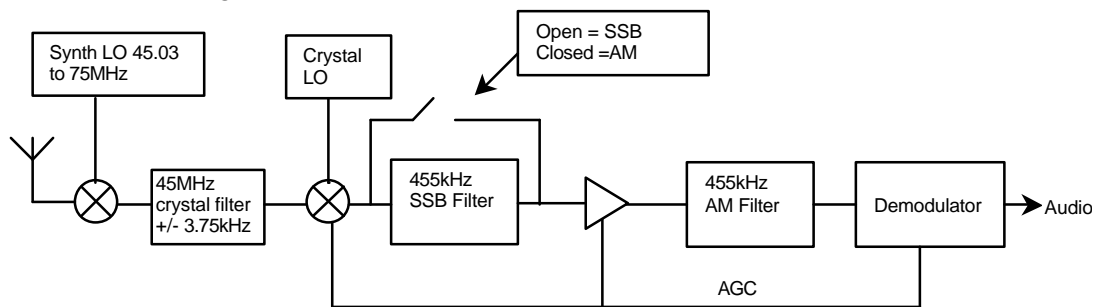 Synth LO 45.03
to 75MHz
Crystal
LO
Open = SSB
Closed =AM
45MHz
crystal filter
+/- 3.75kHz
455kHz
SSB Filter
455kHz
AM Filter
Demodulator
Audio
AGC